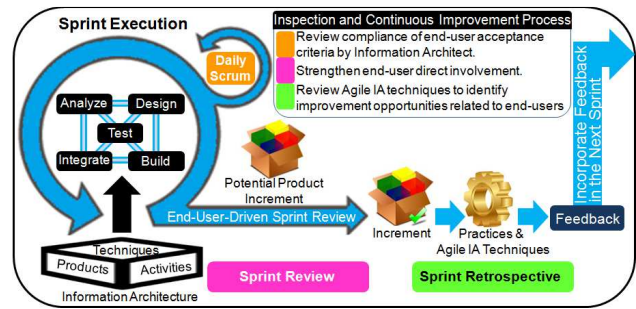 Sprint Execution
Daily
Scrum
Analyze
Design
Test
Integrate
Build
Techniques
Products
Activities
Information Architecture
Inspection and Continuous Improvement Process
Review compliance of end-user acceptance
criteria by Information Architect.
Strengthen end-user direct involvement.
Review Agile IA techniques to identify
improvement opportunities related to end-users
Potential Product
Increment
End-User-Driven Sprint Review
Increment
Practices &
Agile IA Techniques
Feedback
Incorporate Feedback
in the Next Sprint
Sprint Review
Sprint Retrospective